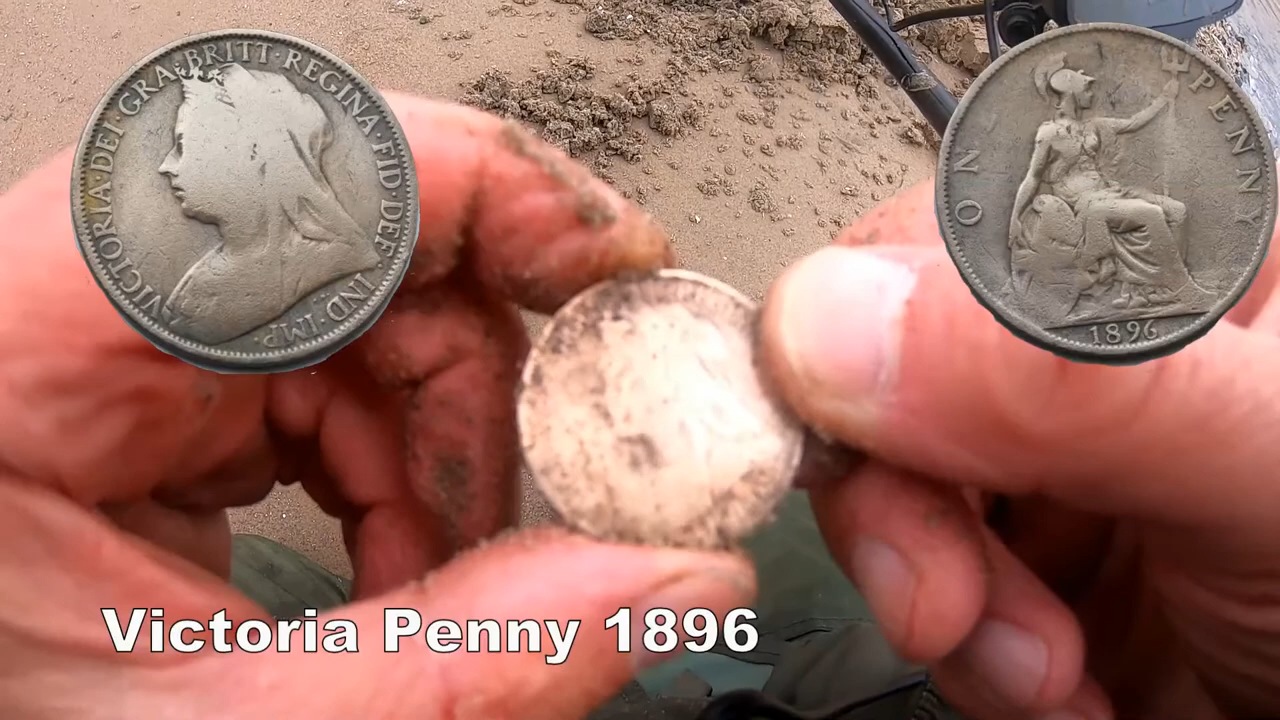 VICTORIA·DEI·GRA·BRITT·REGINA·FID·DEF·IND·IMP·
ONE PENNY
1896
Victoria Penny 1896